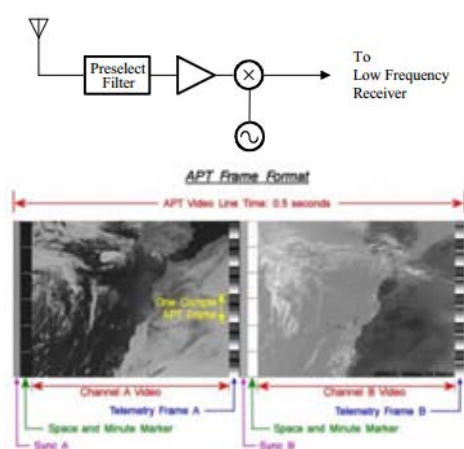 To
Low Frequency
Receiver
Preselect
Filter
APT Frame Format
APT Video Line Time: 0.5 seconds
One Complete
APT Frame
Channel A Video
Channel B Video
Telemetry Frame A
Telemetry Frame B
Space and Minute Marker
Space and Minute Marker
Sync A
Sync B